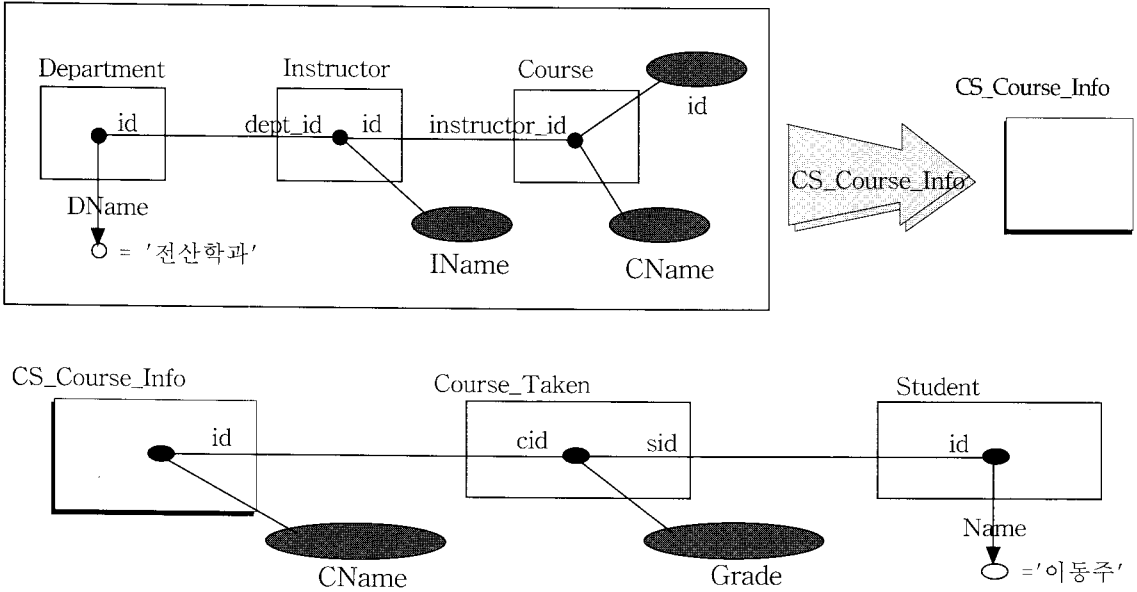 Department Instructor Course
id
CS_Course_Info
id dept_id id instructor_id
CS_Course_Info
DName
= '전산학과'
IName CName
CS_Course_Info Course_Taken Student
id cid sid id
Name
CName Grade ='이동주'